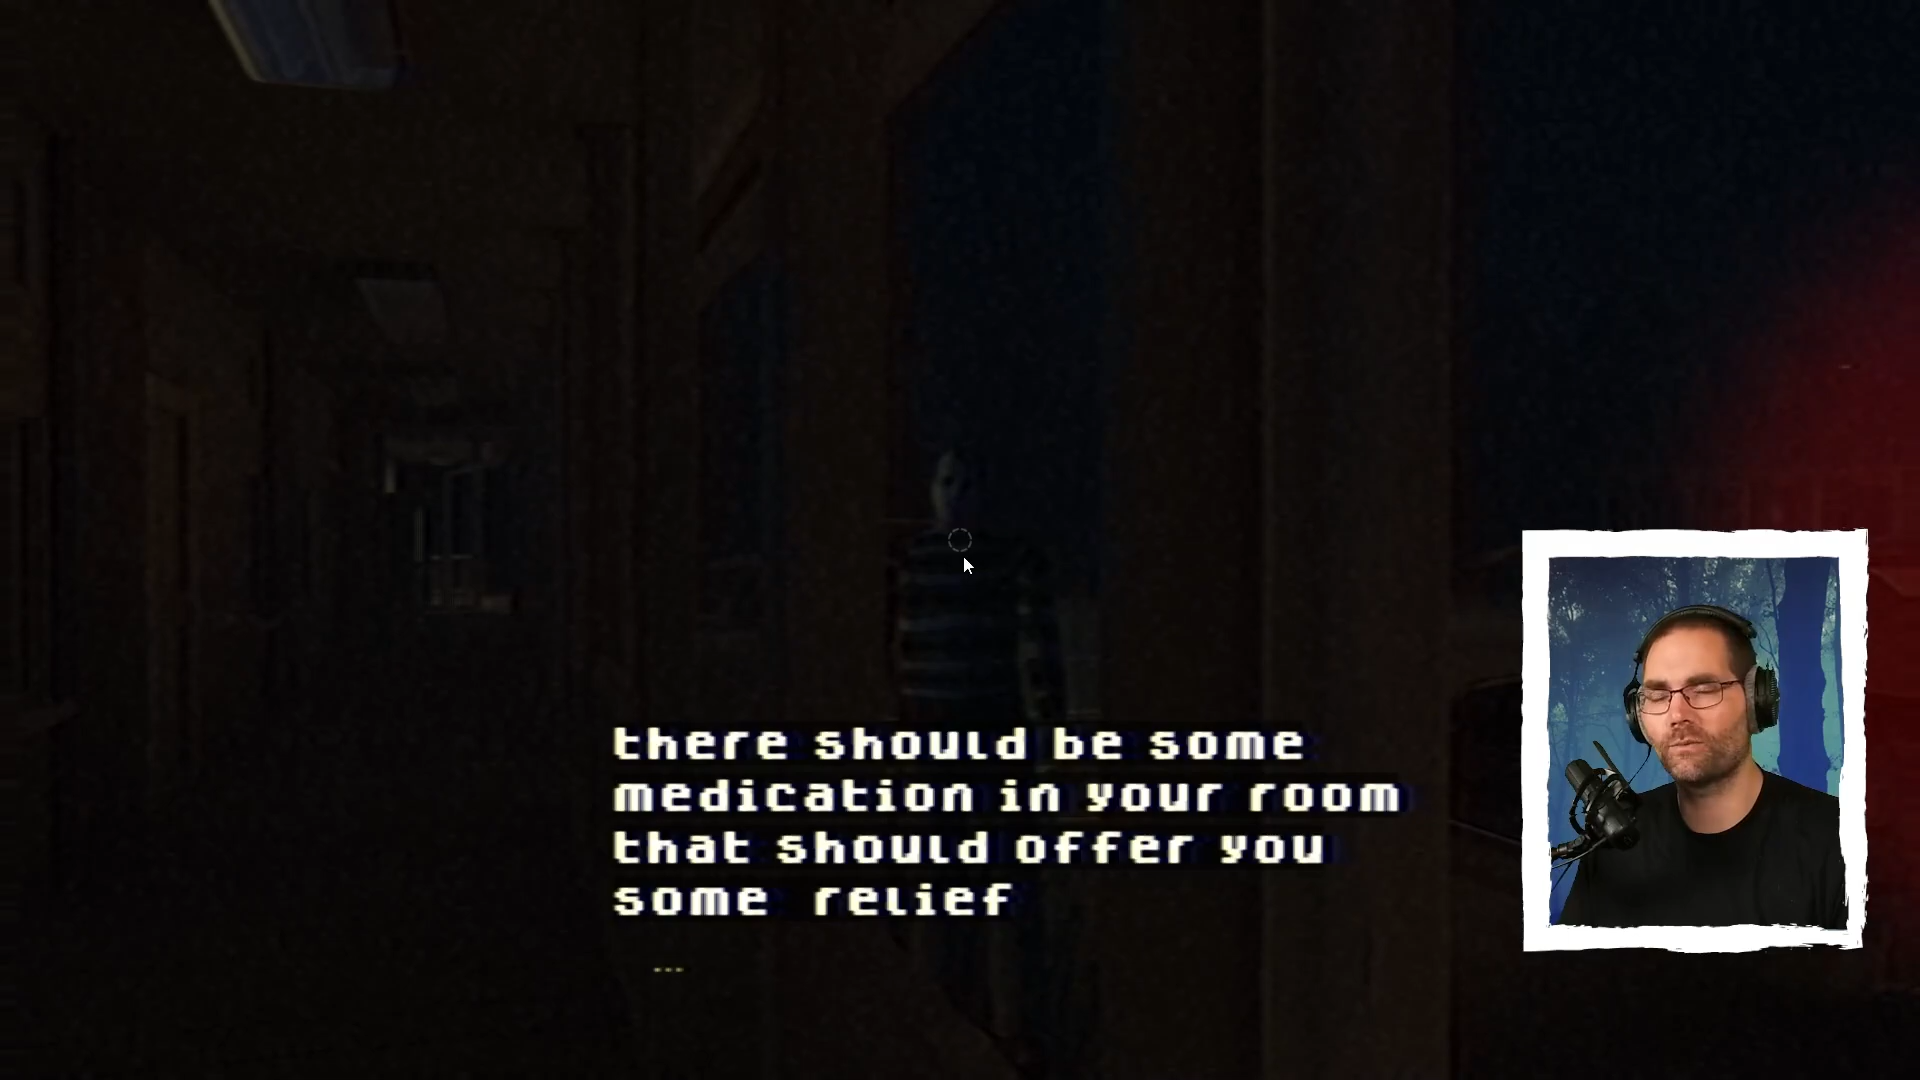 there should be some
medication in your room
that should offer you
some relief
...